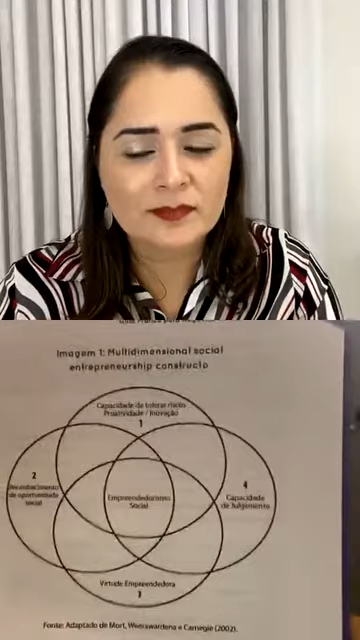 Imagem 1: Multidimensional social
entrepreneurship constructo
Capacidade de tolerar riscos
Proatividade / Inovação
1
2
Reconhecimento
de oportunidade
social
Empreendedorismo
Social
4
Capacidade
de Julgamento
Virtude Empreendedora
3
Fonte: Adaptado de Mort, Weerawardena e Carnegie (2002).